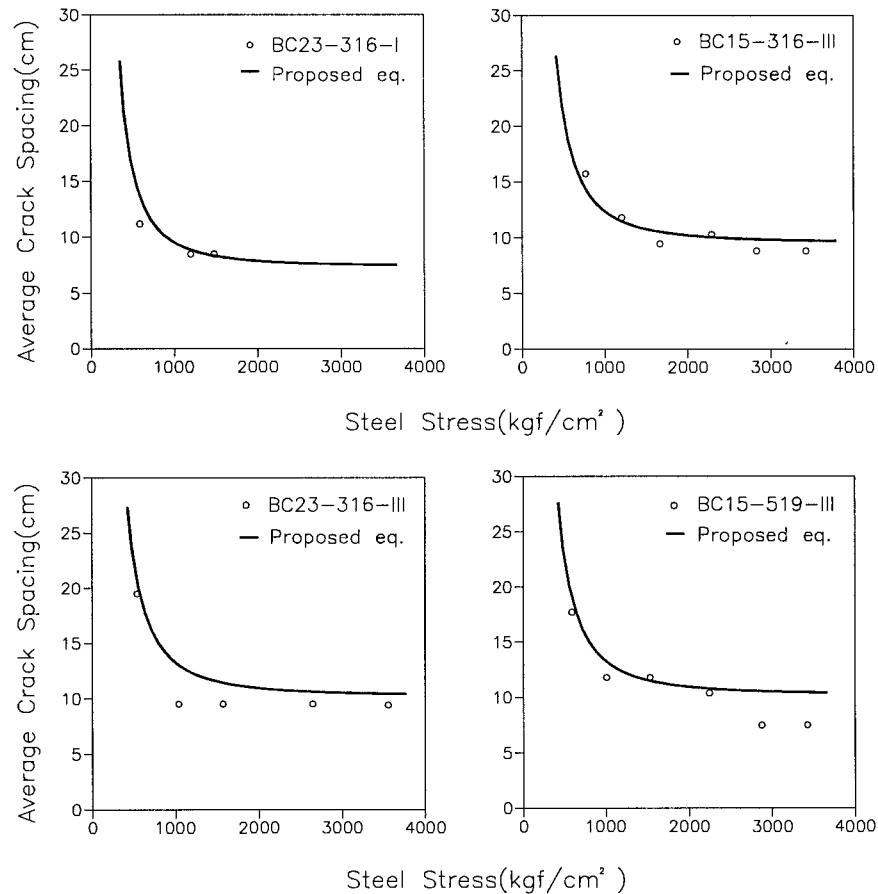 Average Crack Spacing(cm)
30
25
20
15
10
5
0
0 1000 2000 3000 4000
BC23-316-I
Proposed eq.
30
25
20
15
10
5
0
0 1000 2000 3000 4000
BC15-316-III
Proposed eq.
Steel Stress(kgf/cm²)
Average Crack Spacing(cm)
30
25
20
15
10
5
0
0 1000 2000 3000 4000
BC23-316-III
Proposed eq.
30
25
20
15
10
5
0
0 1000 2000 3000 4000
BC15-519-III
Proposed eq.
Steel Stress(kgf/cm²)